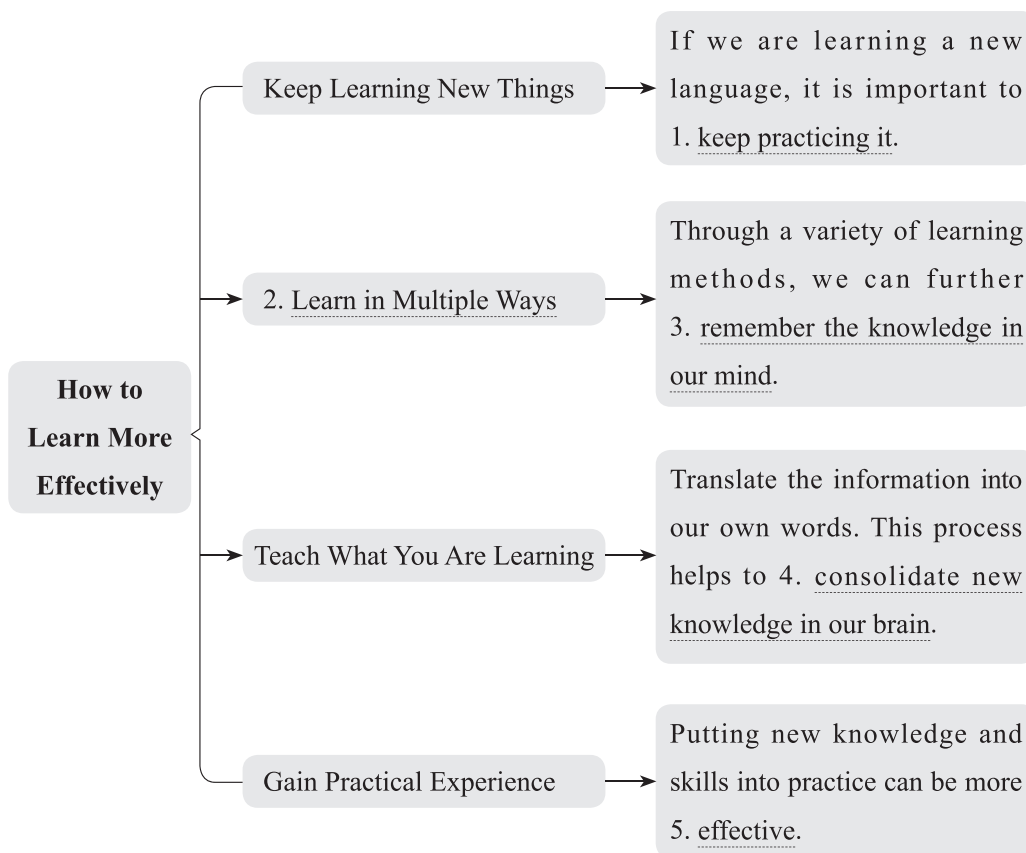 If we are learning a new
language, it is important to
1. keep practicing it.
Keep Learning New Things
Through a variety of learning
methods, we can further
3. remember the knowledge in
our mind.
2. Learn in Multiple Ways
How to
Learn More
Effectively
Translate the information into
our own words. This process
helps to 4. consolidate new
knowledge in our brain.
Teach What You Are Learning
Putting new knowledge and
skills into practice can be more
5. effective.
Gain Practical Experience